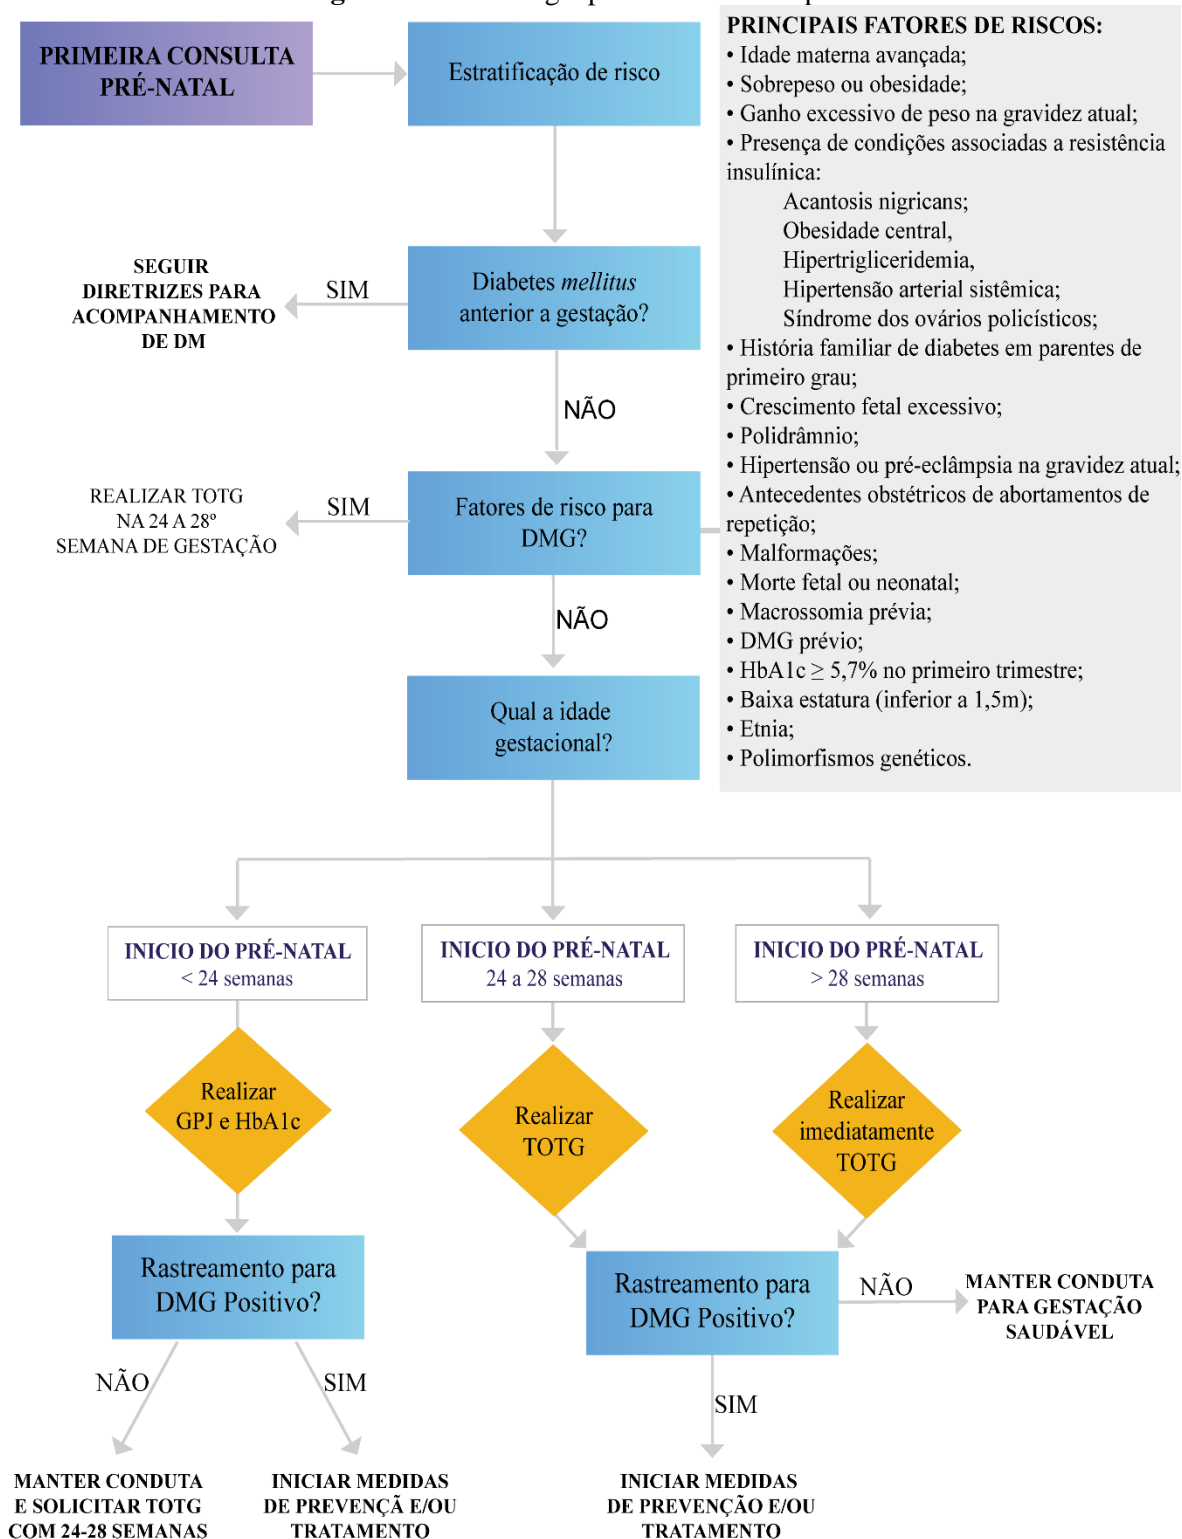 PRIMEIRA CONSULTA
PRÉ-NATAL
Estratificação de risco
PRINCIPAIS FATORES DE RISCOS:
• Idade materna avançada;
• Sobrepeso ou obesidade;
• Ganho excessivo de peso na gravidez atual;
• Presença de condições associadas a resistência
insulínica:
Acantosis nigricans;
Obesidade central,
Hipertrigliceridemia,
Hipertensão arterial sistêmica;
Síndrome dos ovários policísticos;
• História familiar de diabetes em parentes de
primeiro grau;
• Crescimento fetal excessivo;
• Polidrâmnio;
• Hipertensão ou pré-eclâmpsia na gravidez atual;
• Antecedentes obstétricos de abortamentos de
repetição;
• Malformações;
• Morte fetal ou neonatal;
• Macrossomia prévia;
• DMG prévio;
• HbA1c ≥ 5,7% no primeiro trimestre;
• Baixa estatura (inferior a 1,5m);
• Etnia;
• Polimorfismos genéticos.
Diabetes mellitus
anterior a gestação?
SIM
SEGUIR
DIRETRIZES PARA
ACOMPANHAMENTO
DE DM
NÃO
Fatores de risco para
DMG?
SIM
REALIZAR TOTG
NA 24 A 28º
SEMANA DE GESTAÇÃO
NÃO
Qual a idade
gestacional?
INICIO DO PRÉ-NATAL
< 24 semanas
INICIO DO PRÉ-NATAL
24 a 28 semanas
INICIO DO PRÉ-NATAL
> 28 semanas
Realizar
GPJ e HbA1c
Realizar
TOTG
Realizar
imediatamente
TOTG
Rastreamento para
DMG Positivo?
Rastreamento para
DMG Positivo?
NÃO
MANTER CONDUTA
PARA GESTAÇÃO
SAUDÁVEL
NÃO
SIM
SIM
MANTER CONDUTA
E SOLICITAR TOTG
COM 24-28 SEMANAS
INICIAR MEDIDAS
DE PREVENÇÃ E/OU
TRATAMENTO
INICIAR MEDIDAS
DE PREVENÇÃO E/OU
TRATAMENTO